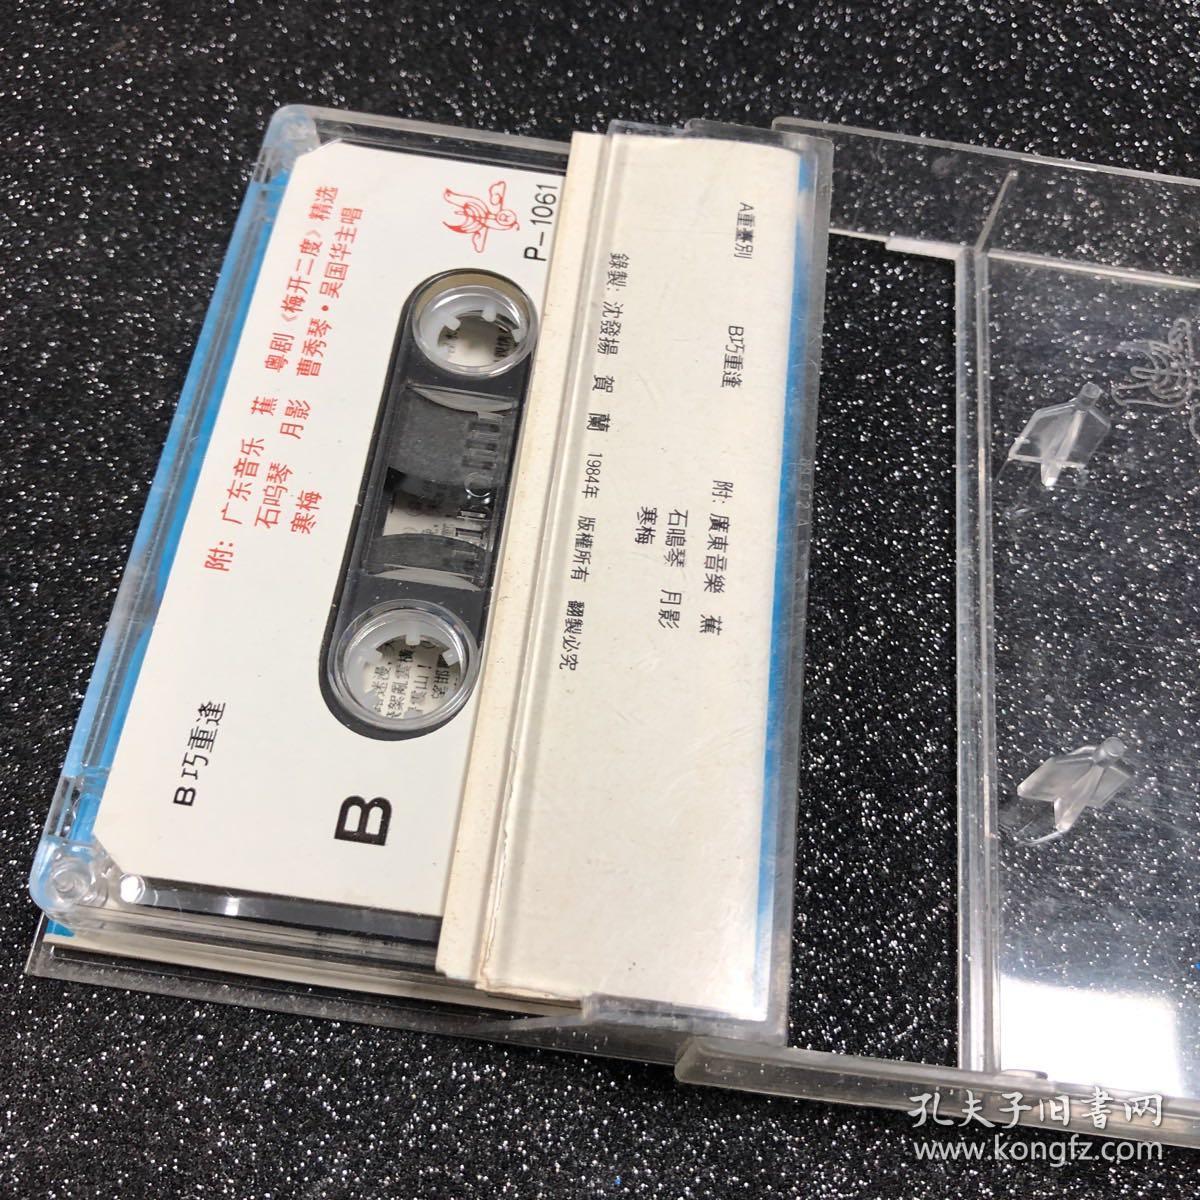 粤剧《梅开二度》精选
曹秀琴·吴国华主唱
附:广东音乐 蕉
石鸣琴 月影
寒梅
P-1061
B 巧重逢
B
A重臺別
B巧重逢
附:廣東音樂 蕉
石鳴琴 月影
寒梅
錄製:沈發揚 賀蘭 1984年 版權所有 翻製必究
孔夫子旧書网
www.kongfz.com